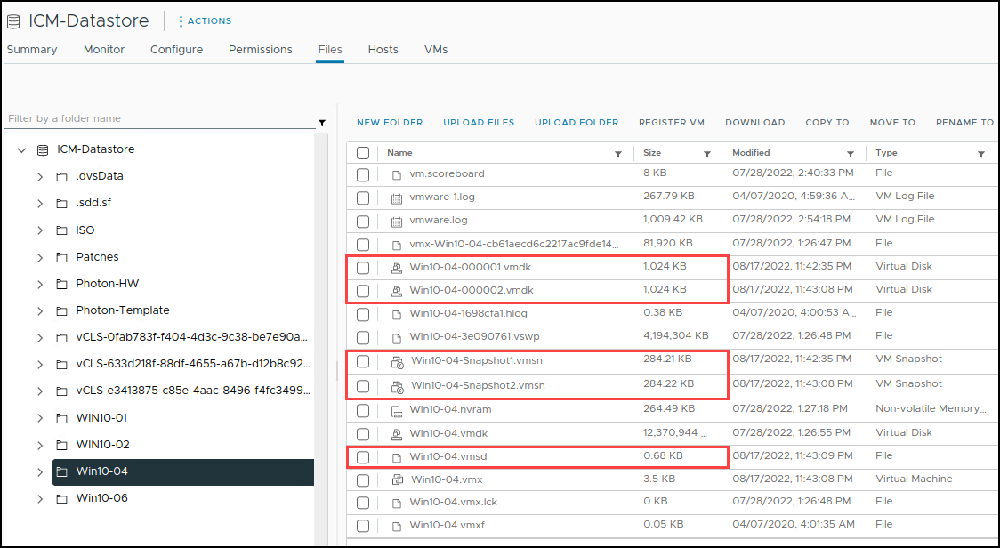 ICM-Datastore ACTIONS
Summary Monitor Configure Permissions Files Hosts VMs
Filter by a folder name
ICM-Datastore
.dvsData
.sdd.sf
ISO
Patches
Photon-HW
Photon-Template
vCLS-0fab783f-f404-4d3c-9c38-be7e90a...
vCLS-633d218f-88df-4655-a67b-d12b8c92...
vCLS-e3413875-c85e-4aac-8496-f4fc3499...
WIN10-01
WIN10-02
Win10-04
Win10-06
NEW FOLDER UPLOAD FILES UPLOAD FOLDER REGISTER VM DOWNLOAD COPY TO MOVE TO RENAME TO
Name Size Modified Type
vm.scoreboard 8 KB 07/28/2022, 2:40:33 PM File
vmware-1.log 267.79 KB 04/07/2020, 4:59:36 A... VM Log File
vmware.log 1,009.42 KB 07/28/2022, 2:54:18 PM VM Log File
vmx-Win10-04-cb61aecd6c2217ac9fde14... 81,920 KB 07/28/2022, 1:26:47 PM File
Win10-04-000001.vmdk 1,024 KB 08/17/2022, 11:42:35 PM Virtual Disk
Win10-04-000002.vmdk 1,024 KB 08/17/2022, 11:43:08 PM Virtual Disk
Win10-04-1698cfa1.hlog 0.38 KB 04/07/2020, 4:00:53 A... File
Win10-04-3e090761.vswp 4,194,304 KB 07/28/2022, 1:26:48 PM File
Win10-04-Snapshot1.vmsn 284.21 KB 08/17/2022, 11:42:35 PM VM Snapshot
Win10-04-Snapshot2.vmsn 284.22 KB 08/17/2022, 11:43:08 PM VM Snapshot
Win10-04.nvram 264.49 KB 07/28/2022, 1:27:18 PM Non-volatile Memory...
Win10-04.vmdk 12,370,944 ... 07/28/2022, 1:26:55 PM Virtual Disk
Win10-04.vmsd 0.68 KB 08/17/2022, 11:43:09 PM File
Win10-04.vmx 3.5 KB 08/17/2022, 11:43:08 PM Virtual Machine
Win10-04.vmx.lck 0 KB 07/28/2022, 1:26:48 PM File
Win10-04.vmxf 0.05 KB 04/07/2020, 4:01:35 AM File